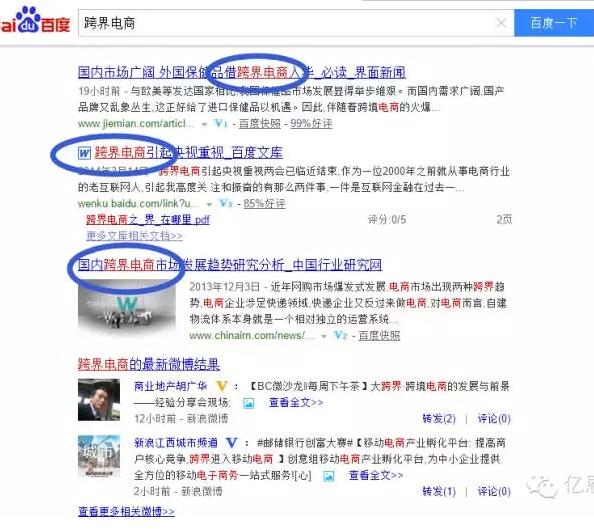 Bai du 百度
跨界电商
百度一下
国内市场广阔 外国保健品借跨界电商入华_必读_界面新闻
19小时前 - 与欧美等发达国家相比,我国保健品市场发展显得举步维艰。而国内需求广阔,国产
品牌又乱象丛生,这正好给了进口保健品以机遇。因此,伴随着跨境电商的火爆...
www.jiemian.com/articl... V1 - 百度快照 - 99%好评
W 跨界电商引起央视重视_百度文库
2014年3月14日 - 跨界电商引起央视重视两会已临近结束,作为一位2000年之前就从事电商行业
的老互联网人,引起我高度关 注和振奋的有那么两件事,一件是互联网金融在过去一...
wenku.baidu.com/link?u... V3 - 85%好评
跨界电商之_界_在哪里.pdf 评分:0/5 2页
更多文库相关文档>>
国内跨界电商市场发展趋势研究分析_中国行业研究网
2013年12月3日 - 近年网购市场爆发式发展,电商市场出现两种跨界趋
势,电商企业涉足快递领域,快递企业又反过来做电商,对电商而言,自建
物流体系本身就是一个相对独立的运营系统...
www.chinairn.com/news/... V2 - 百度快照
跨界电商的最新微博结果
商业地产胡广华 V : 【BC微沙龙‖每周下午茶】大跨界·跨境电商的发展与前景
——经验分享会现场; 查看全文>>
12小时前 - 新浪微博 转发(2) | 评论(0)
新浪江西城市频道 V : #邮储银行创富大赛#【移动电商产业孵化平台: 提高商
户核心竞争,跨界进入移动电商 】创意组移动电商产业孵化平台,为中小企业提供
全方位的移动电子商务一站式服务![心] 查看全文>>
2小时前 - 新浪微博 转发(1) | 评论(0)
查看更多相关微博>>